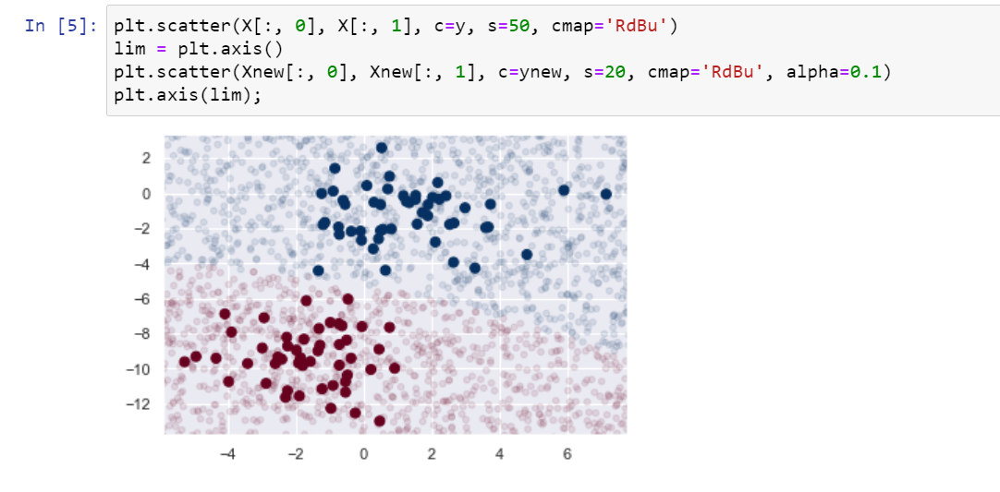 In [5]: plt.scatter(X[:, 0], X[:, 1], c=y, s=50, cmap='RdBu')
lim = plt.axis()
plt.scatter(Xnew[:, 0], Xnew[:, 1], c=ynew, s=20, cmap='RdBu', alpha=0.1)
plt.axis(lim);
2
0
−2
−4
−6
−8
−10
−12
−4 −2 0 2 4 6